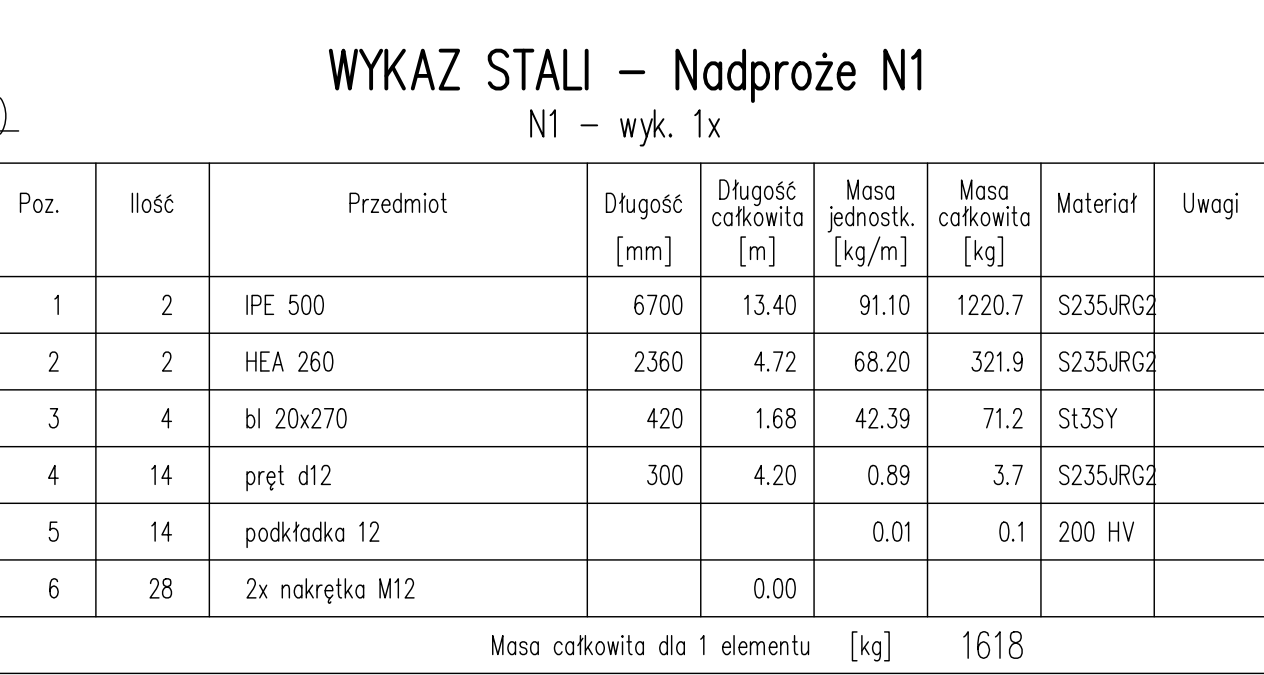 WYKAZ STALI – Nadproże N1
N1 – wyk. 1x
Poz. Ilość Przedmiot Długość [mm] Długość całkowita [m] Masa jednostk. [kg/m] Masa całkowita [kg] Materiał Uwagi
1 2 IPE 500 6700 13.40 91.10 1220.7 S235JRG2
2 2 HEA 260 2360 4.72 68.20 321.9 S235JRG2
3 4 bl 20x270 420 1.68 42.39 71.2 St3SY
4 14 pręt d12 300 4.20 0.89 3.7 S235JRG2
5 14 podkładka 12 0.01 0.1 200 HV
6 28 2x nakrętka M12 0.00
Masa całkowita dla 1 elementu [kg] 1618